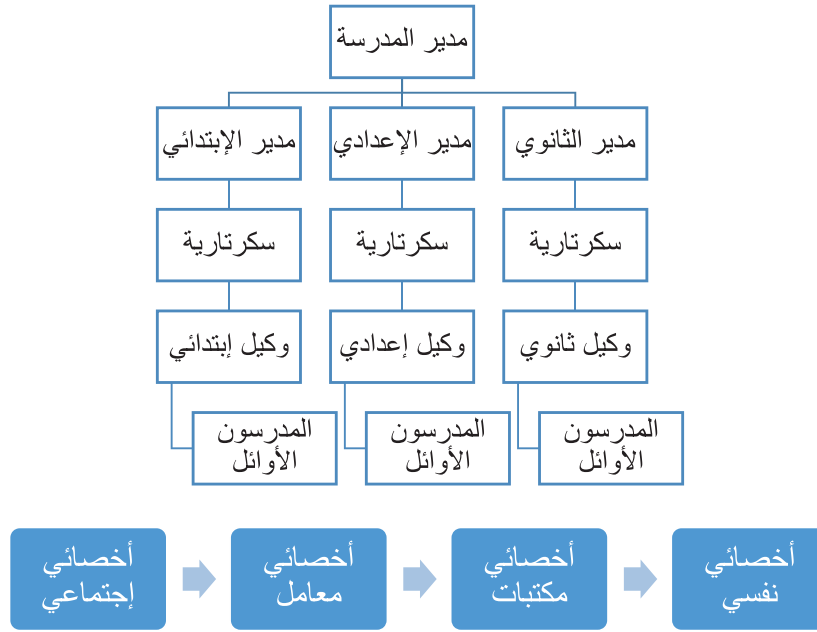 مدير المدرسة
مدير الثانوي
مدير الإعدادي
مدير الإبتدائي
سكرتارية
سكرتارية
سكرتارية
وكيل ثانوي
وكيل إعدادي
وكيل إبتدائي
المدرسون
الأوائل
المدرسون
الأوائل
المدرسون
الأوائل
أخصائي
إجتماعي
أخصائي
معامل
أخصائي
مكتبات
أخصائي
نفسي